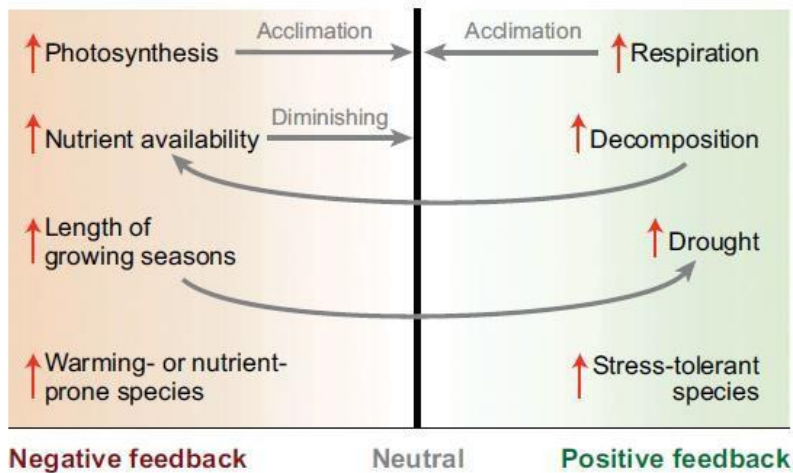 Acclimation Acclimation
Photosynthesis Respiration
Diminishing
Nutrient availability Decomposition
Length of
growing seasons Drought
Warming- or nutrient-
prone species
Stress-tolerant
species
Negative feedback Neutral Positive feedback